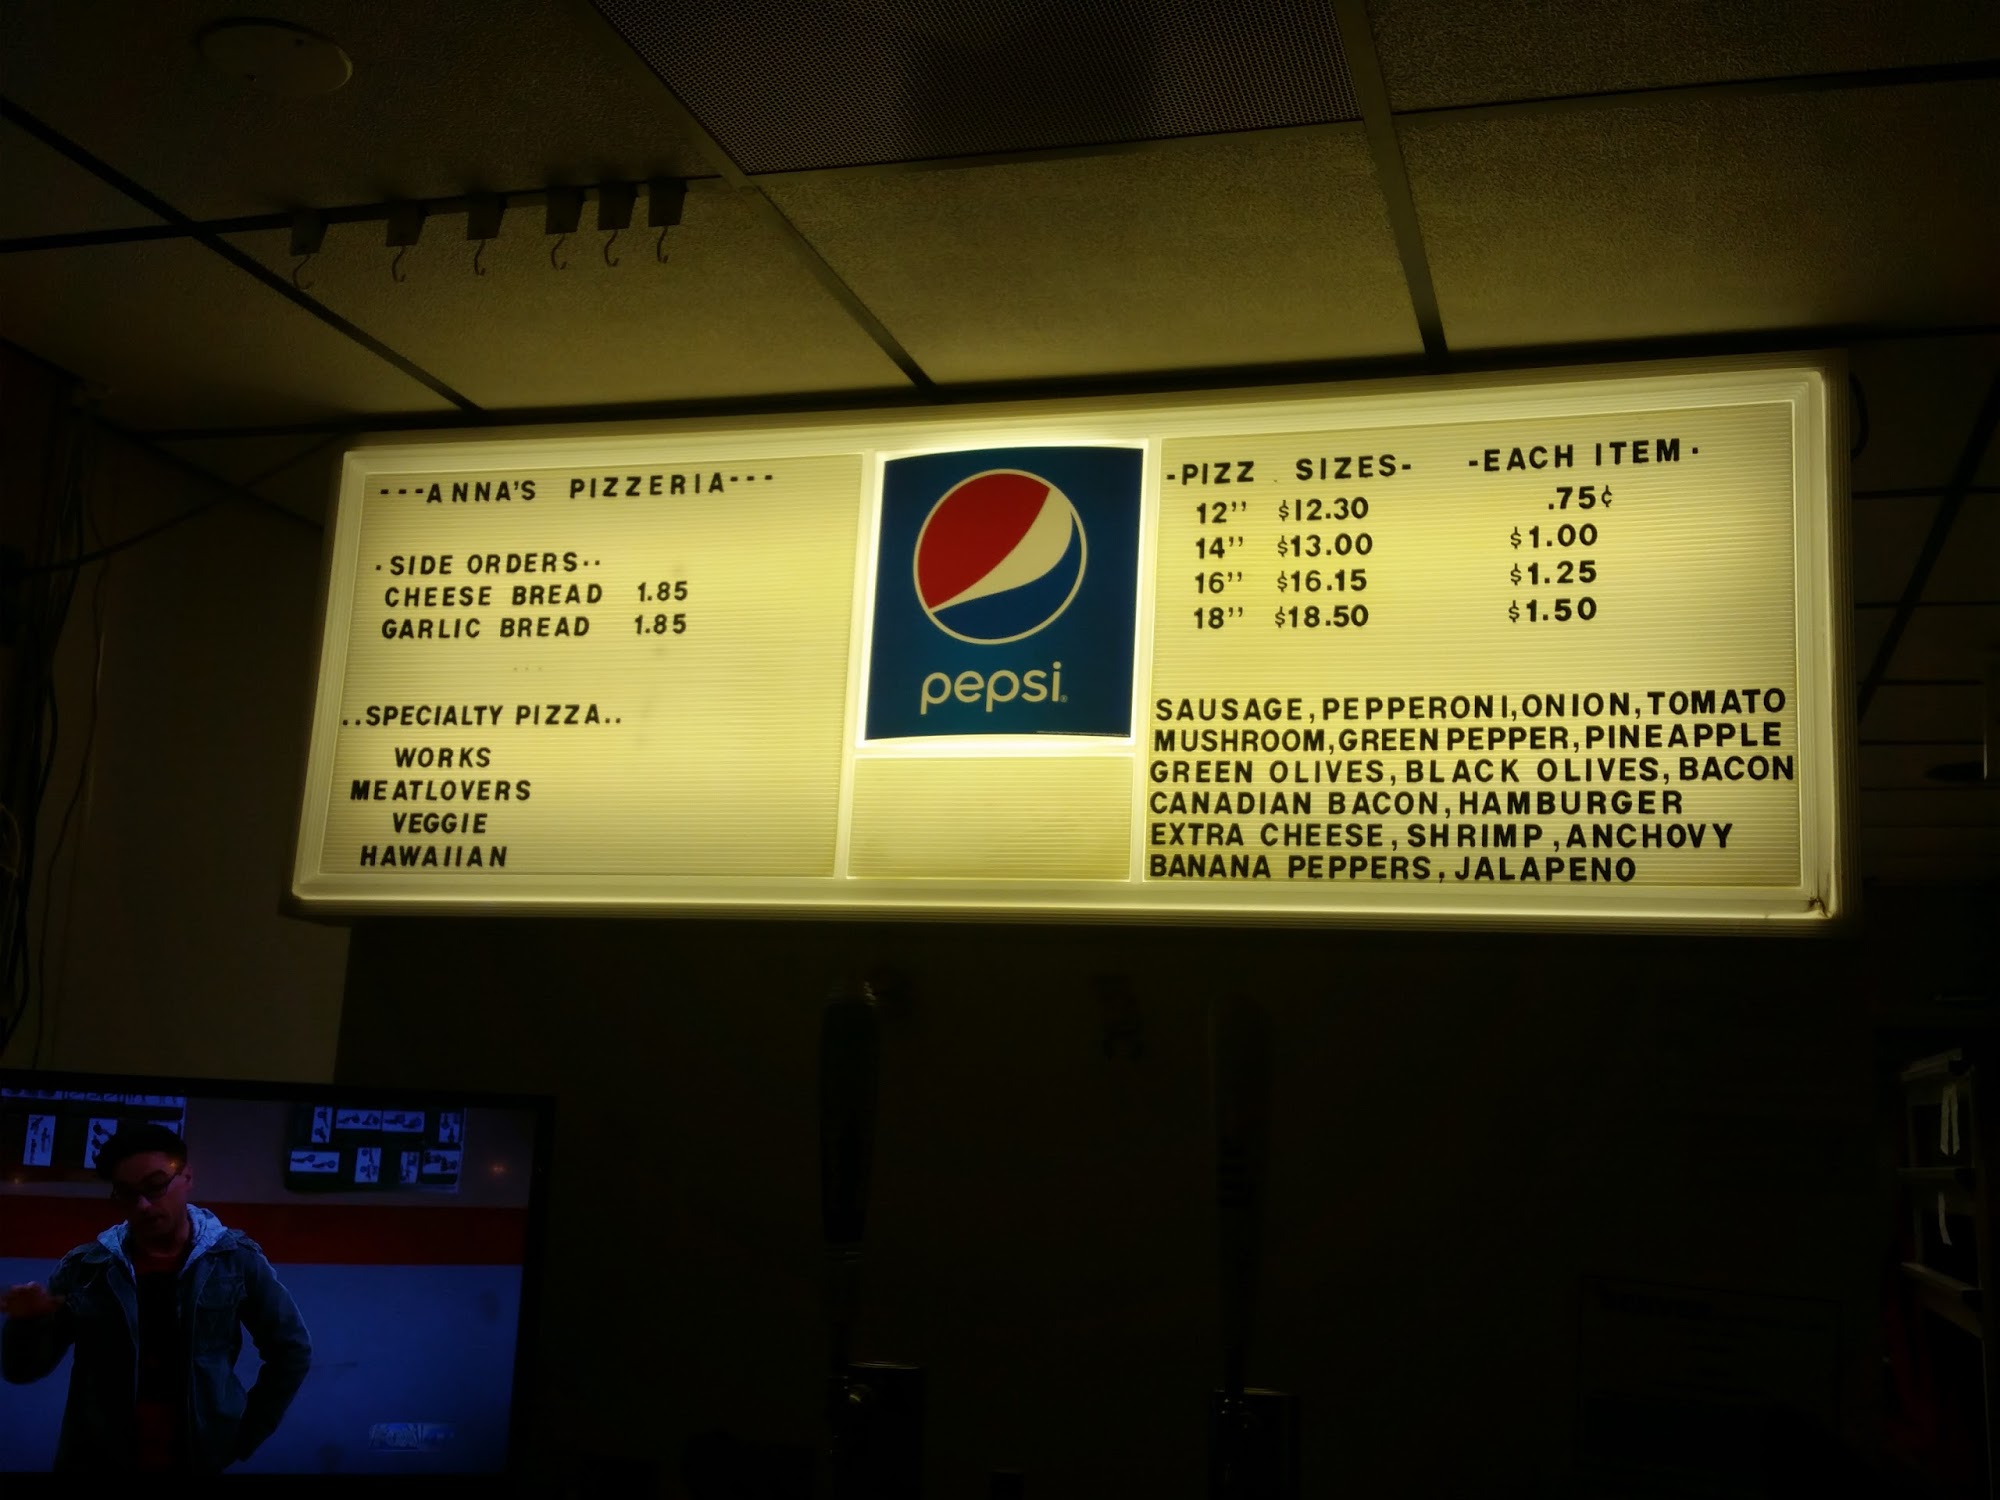 ---ANNA'S PIZZERIA---
.SIDE ORDERS..
CHEESE BREAD 1.85
GARLIC BREAD 1.85
...
..SPECIALTY PIZZA..
WORKS
MEATLOVERS
VEGGIE
HAWAIIAN
pepsi
-PIZZ SIZES- -EACH ITEM.
12" $12.30 .75¢
14" $13.00 $1.00
16" $16.15 $1.25
18" $18.50 $1.50
SAUSAGE, PEPPERONI, ONION, TOMATO
MUSHROOM, GREEN PEPPER, PINEAPPLE
GREEN OLIVES, BLACK OLIVES, BACON
CANADIAN BACON, HAMBURGER
EXTRA CHEESE, SHRIMP, ANCHOVY
BANANA PEPPERS, JALAPENO